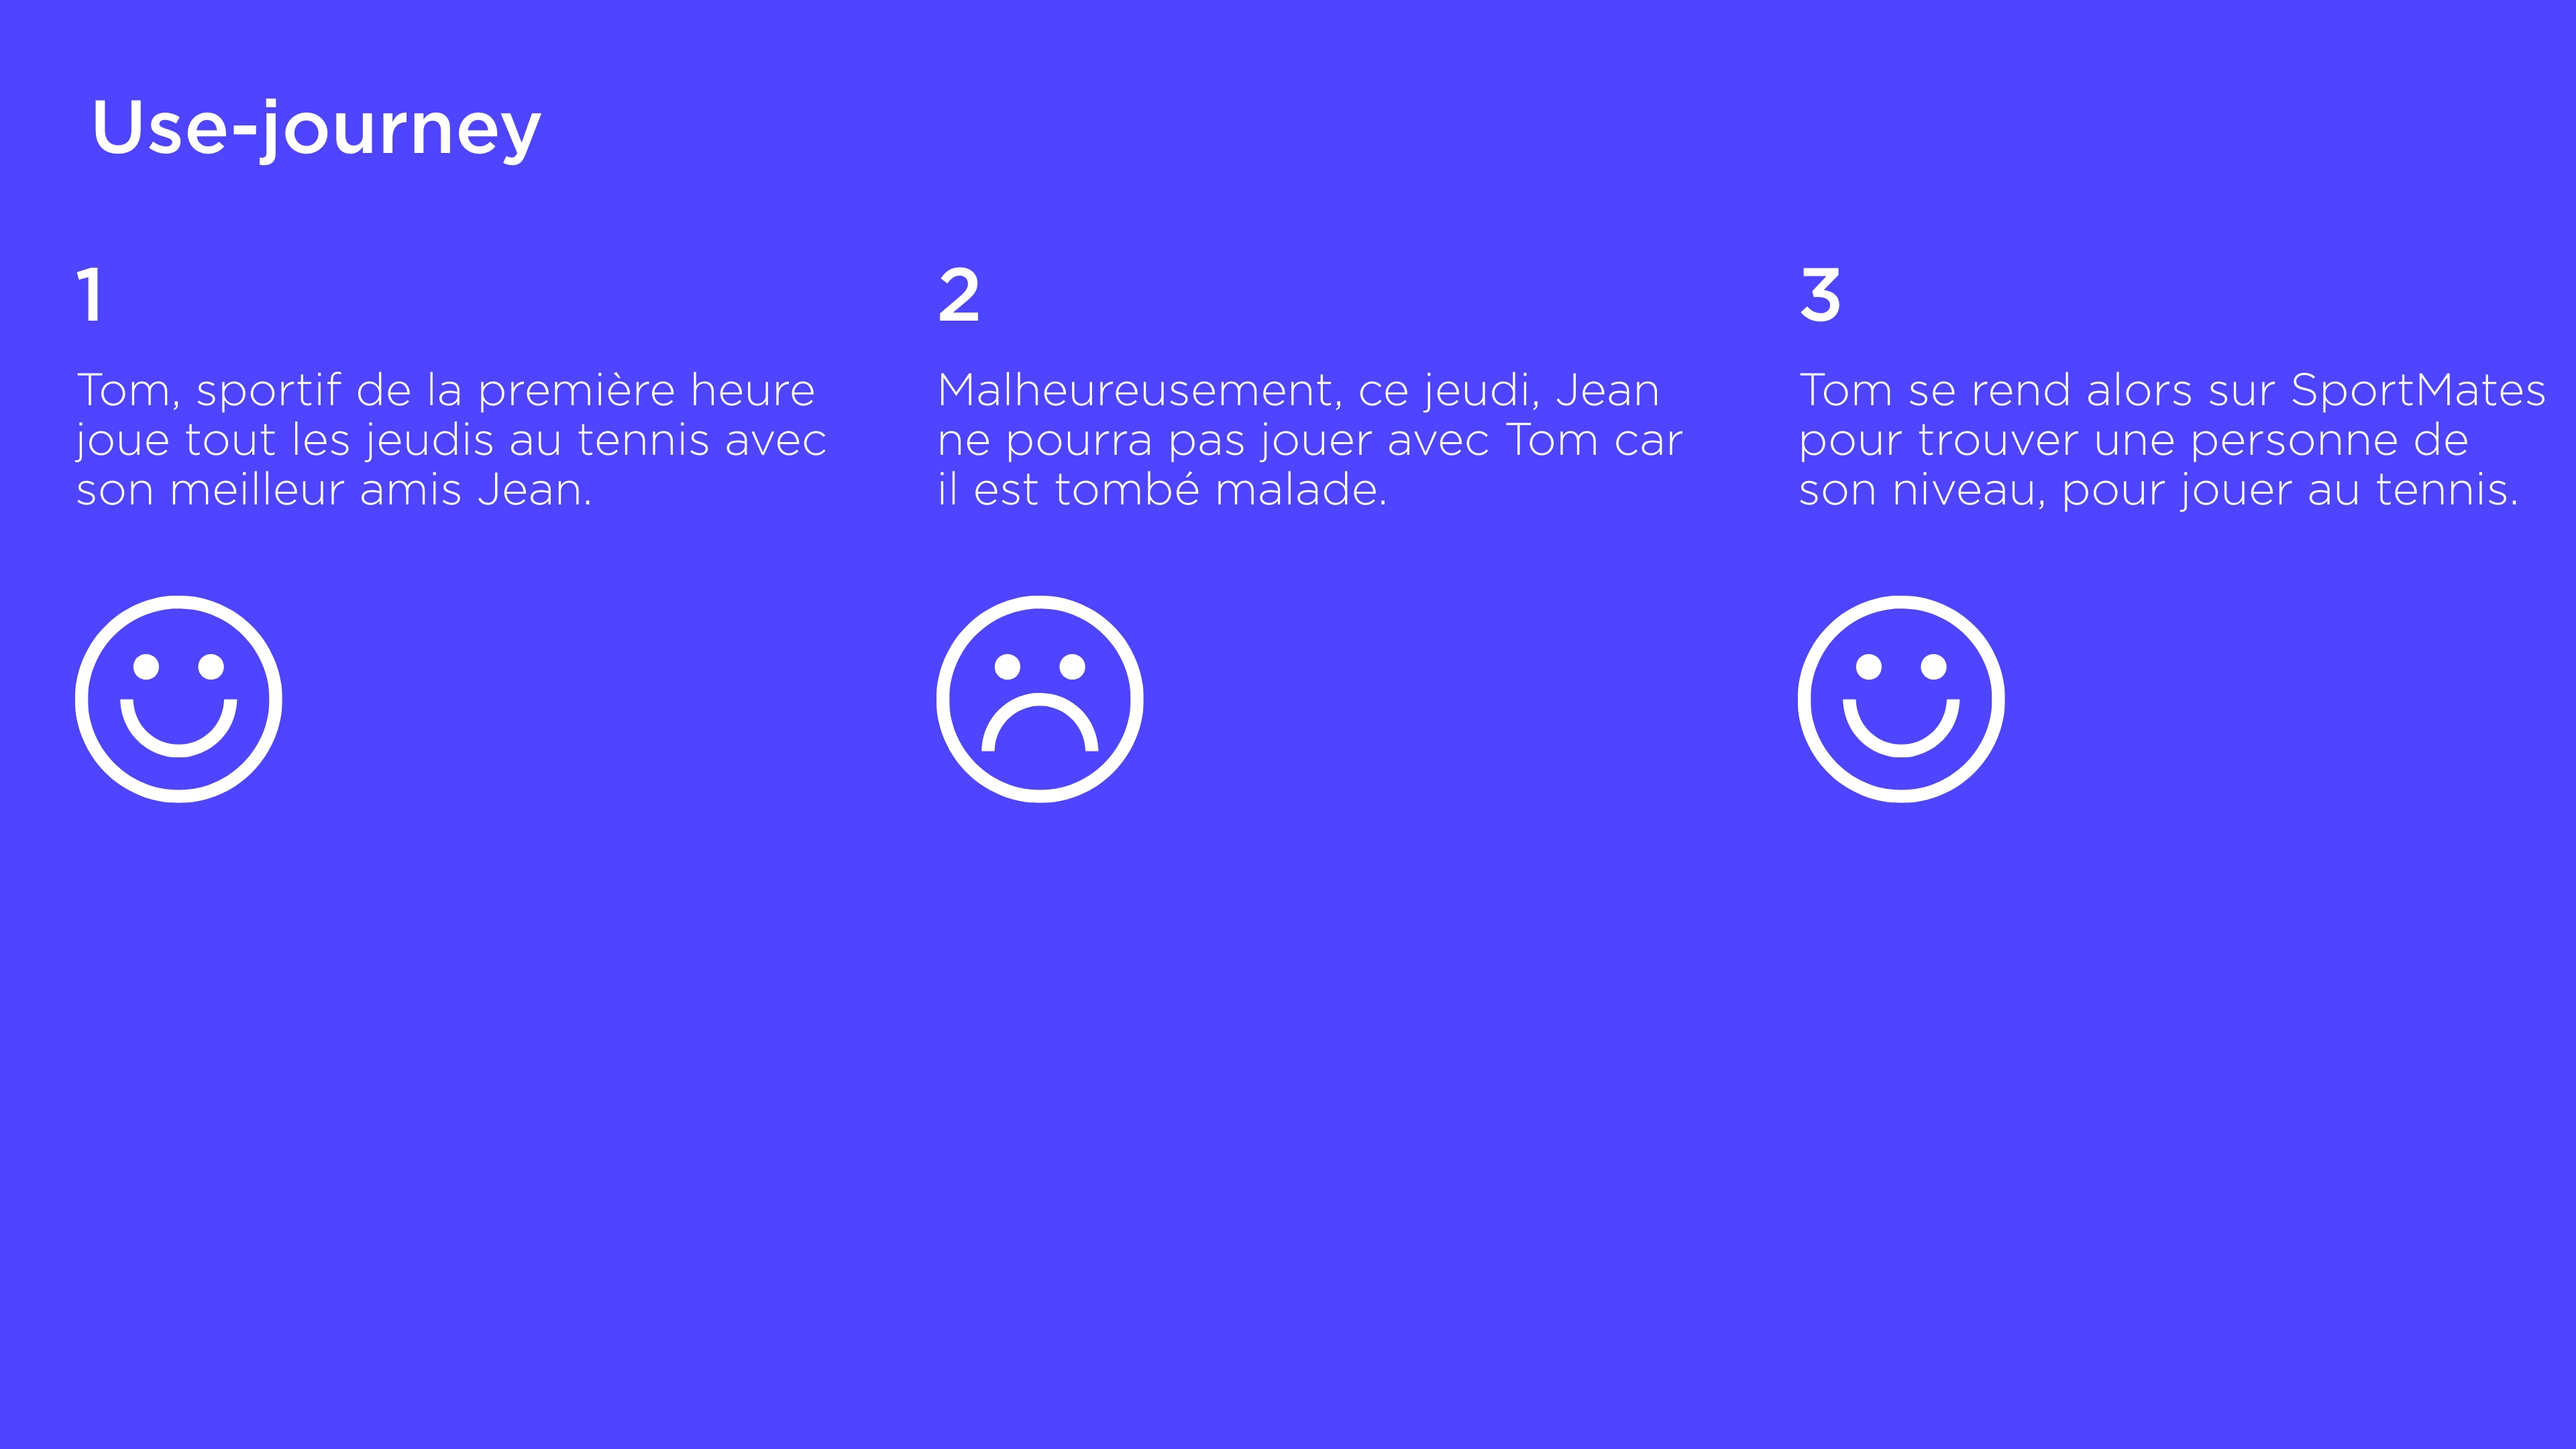 Use-journey
1
Tom, sportif de la première heure
joue tout les jeudis au tennis avec
son meilleur amis Jean.
2
Malheureusement, ce jeudi, Jean
ne pourra pas jouer avec Tom car
il est tombé malade.
3
Tom se rend alors sur SportMates
pour trouver une personne de
son niveau, pour jouer au tennis.